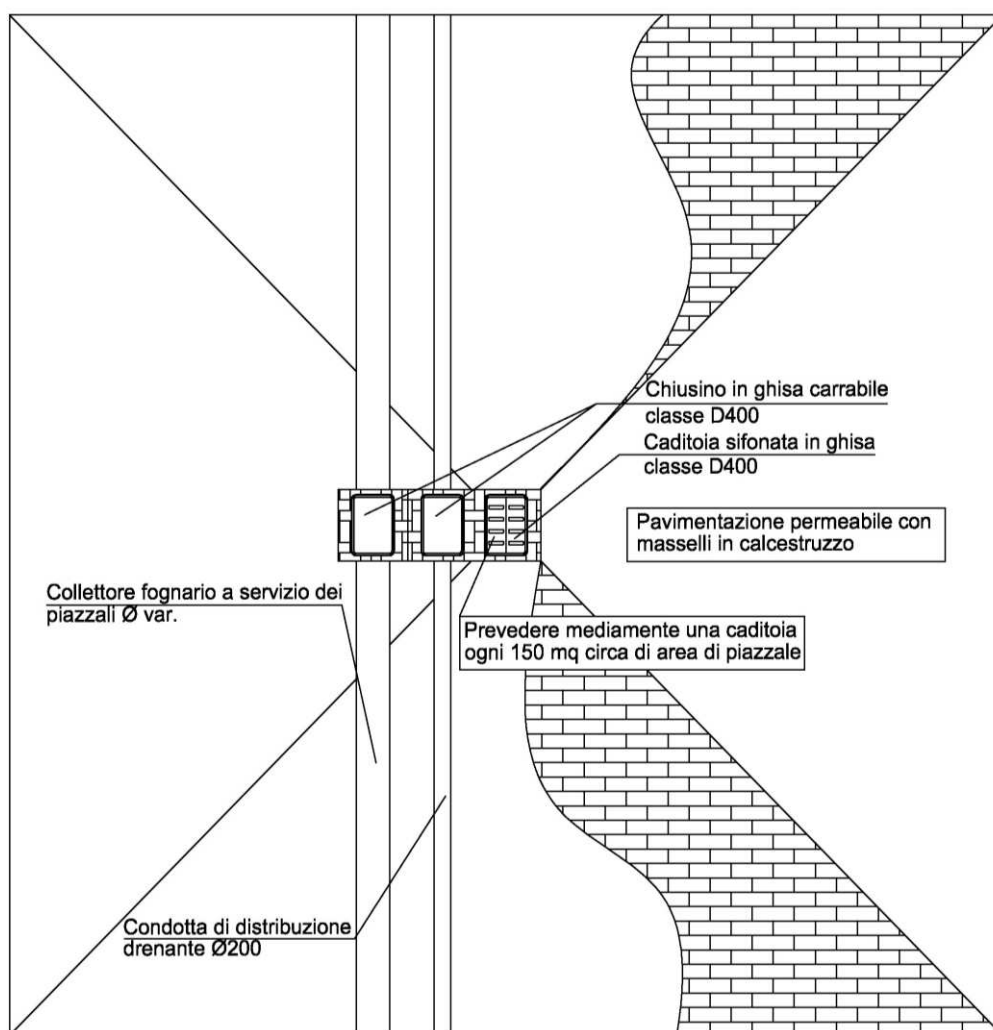 Chiusino in ghisa carrabile
classe D400
Caditoia sifonata in ghisa
classe D400
Pavimentazione permeabile con
masselli in calcestruzzo
Collettore fognario a servizio dei
piazzali Ø var.
Prevedere mediamente una caditoia
ogni 150 mq circa di area di piazzale
Condotta di distribuzione
drenante Ø200